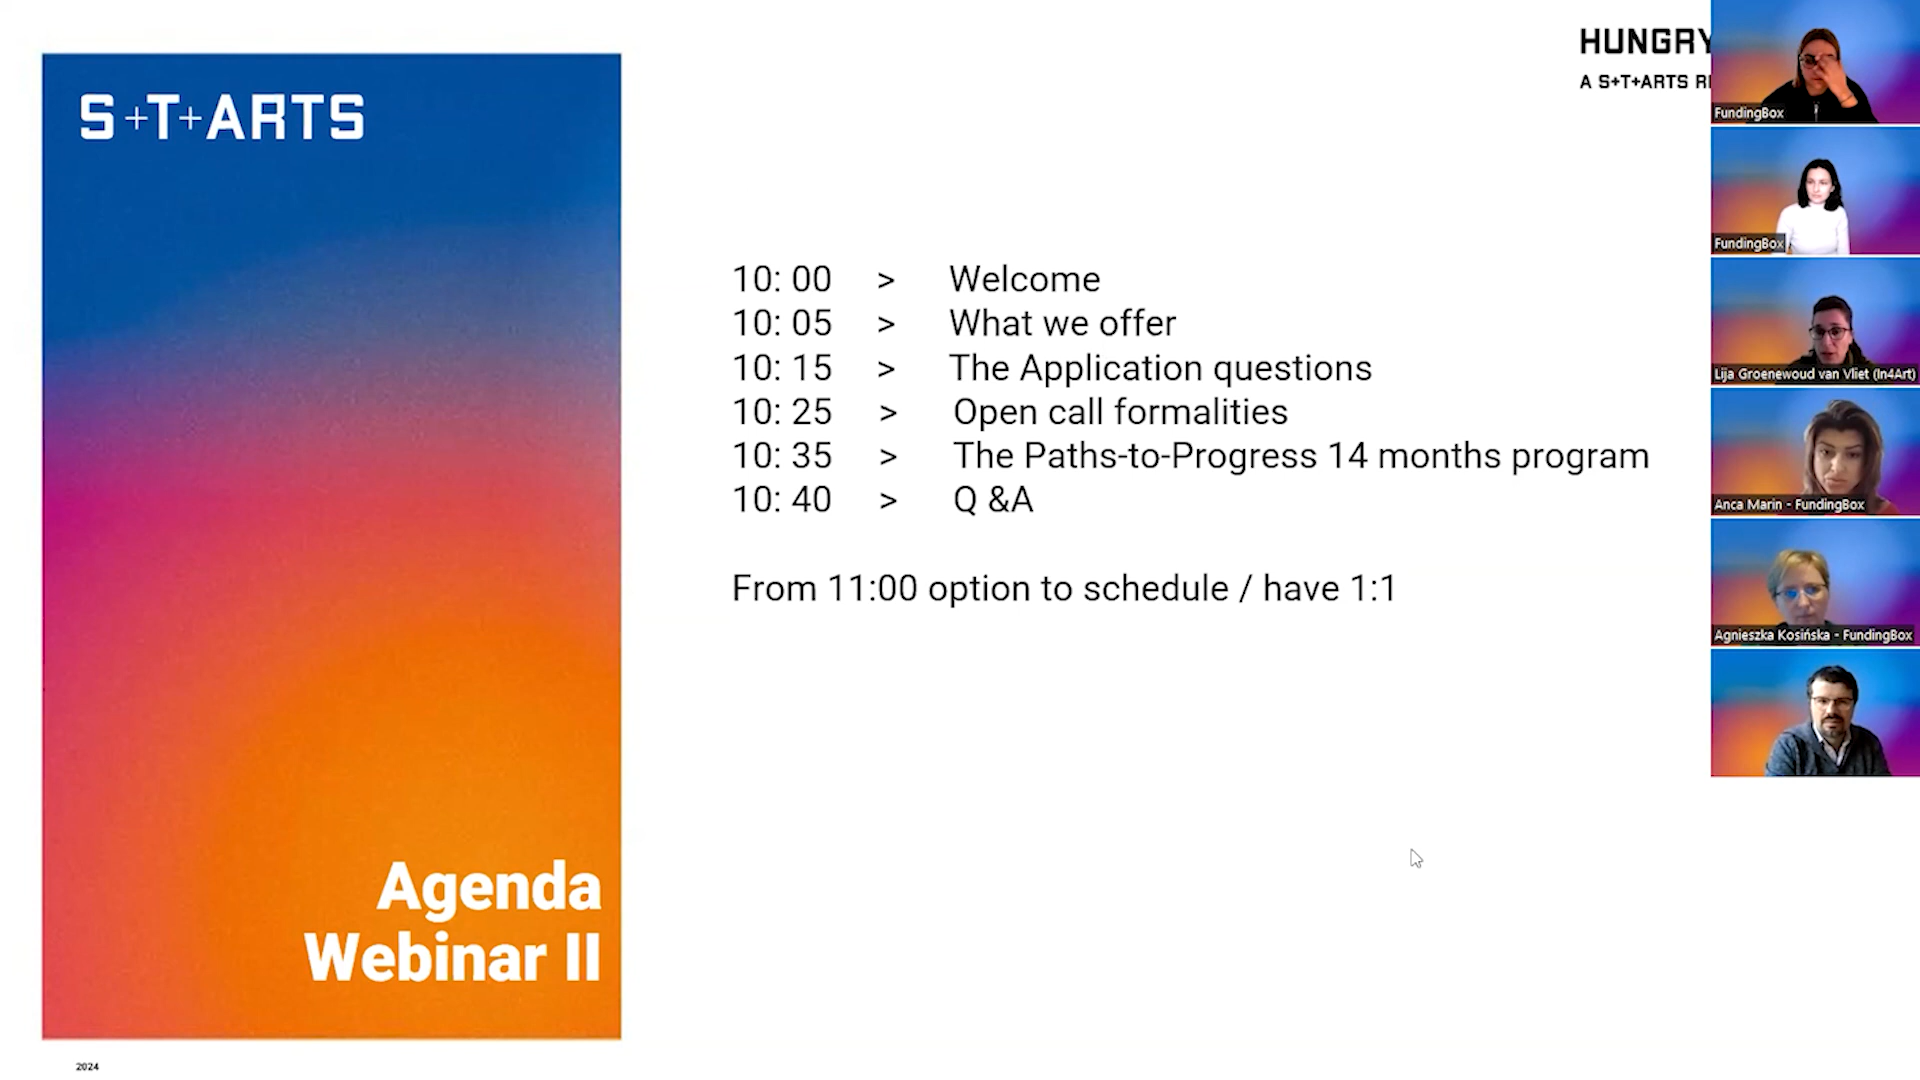 S+T+ARTS
Agenda
Webinar II
2024
HUNGRY
A S+T+ARTS
10: 00 > Welcome
10: 05 > What we offer
10: 15 > The Application questions
10: 25 > Open call formalities
10: 35 > The Paths-to-Progress 14 months program
10: 40 > Q &A
From 11:00 option to schedule / have 1:1
FundingBox
FundingBox
Lija Groenewoud van Vliet (In4Art)
Anca Marin - FundingBox
Agnieszka Kosińska - FundingBox